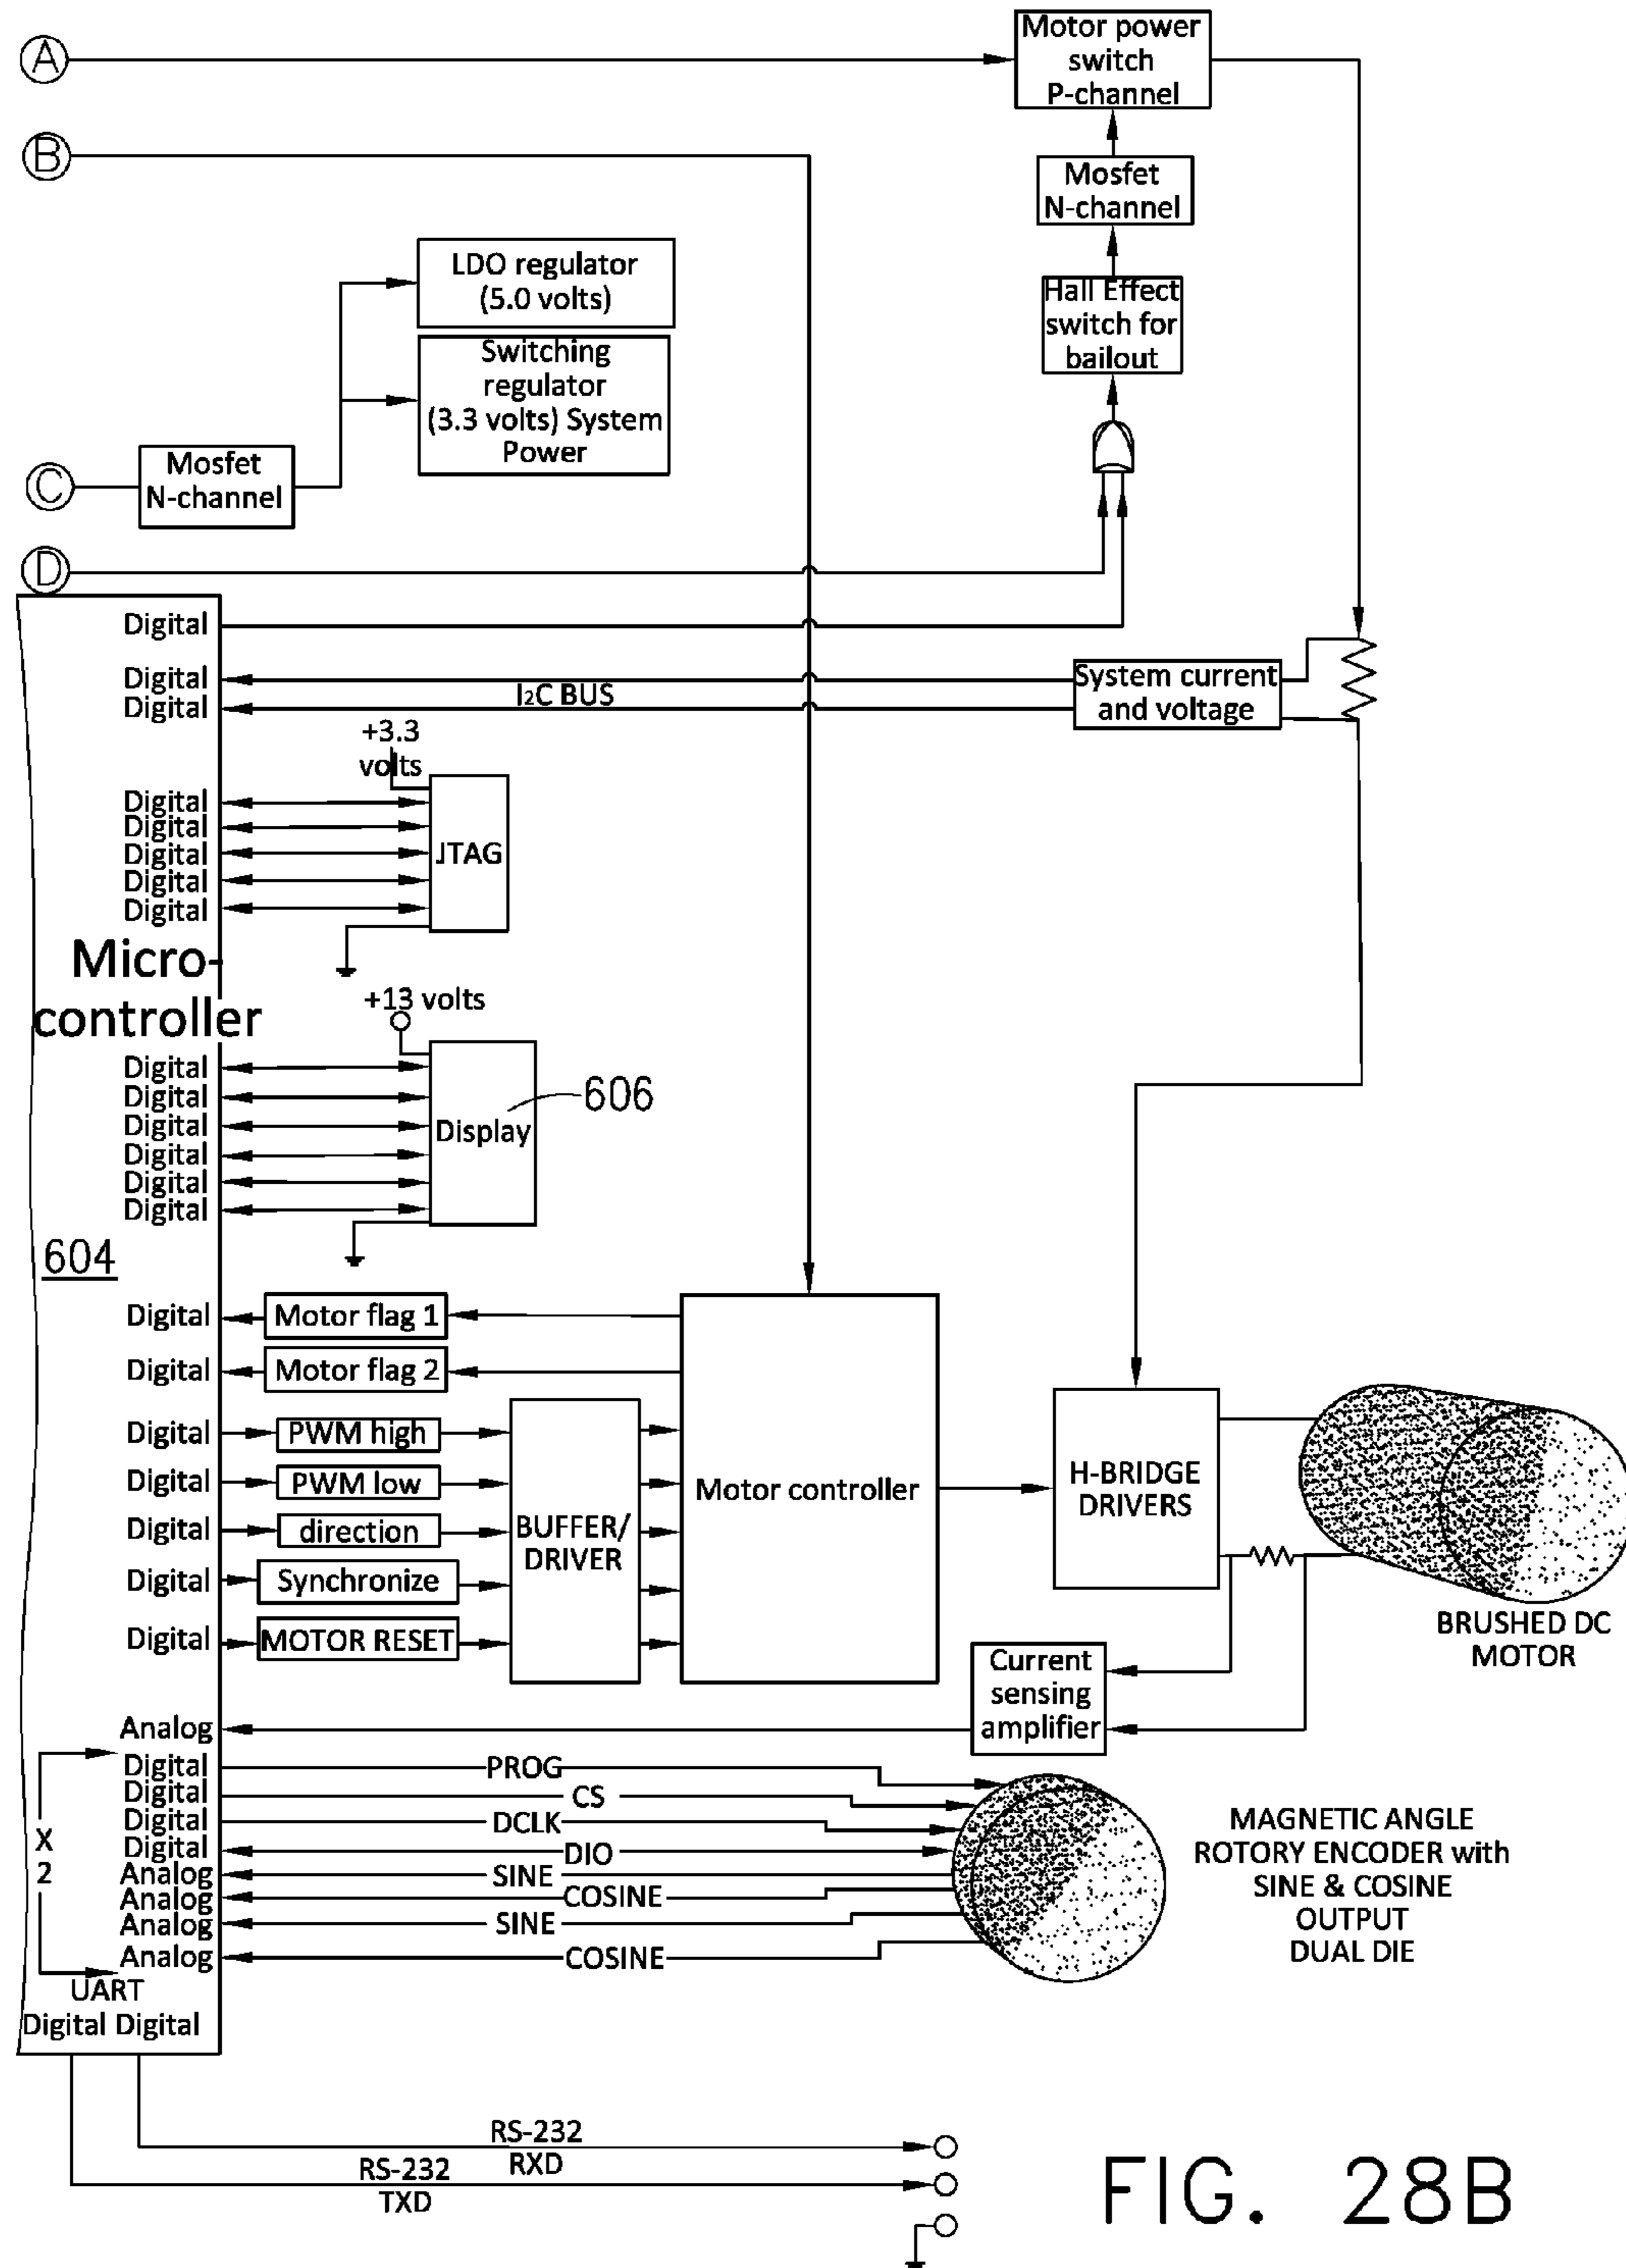 A
Motor power
switch
P-channel
B
Mosfet
N-channel
LDO regulator
(5.0 volts)
Hall Effect
switch for
bailout
Switching
regulator
(3.3 volts) System
Power
C
Mosfet
N-channel
D
Digital
Digital
Digital
I2C BUS
System current
and voltage
+3.3
volts
Digital
Digital
Digital
Digital
Digital
JTAG
Micro-
controller
+13 volts
Digital
Digital
Digital
Digital
Digital
Digital
Display
606
604
Digital
Motor flag 1
Digital
Motor flag 2
Digital
PWM high
Digital
PWM low
Digital
direction
Digital
Synchronize
Digital
MOTOR RESET
BUFFER/
DRIVER
Motor controller
H-BRIDGE
DRIVERS
BRUSHED DC
MOTOR
Current
sensing
amplifier
Analog
Digital
PROG
Digital
CS
Digital
DCLK
Digital
DIO
Analog
SINE
Analog
COSINE
Analog
SINE
Analog
COSINE
X
2
MAGNETIC ANGLE
ROTORY ENCODER with
SINE & COSINE
OUTPUT
DUAL DIE
UART
Digital Digital
RS-232
RXD
RS-232
TXD
FIG. 28B